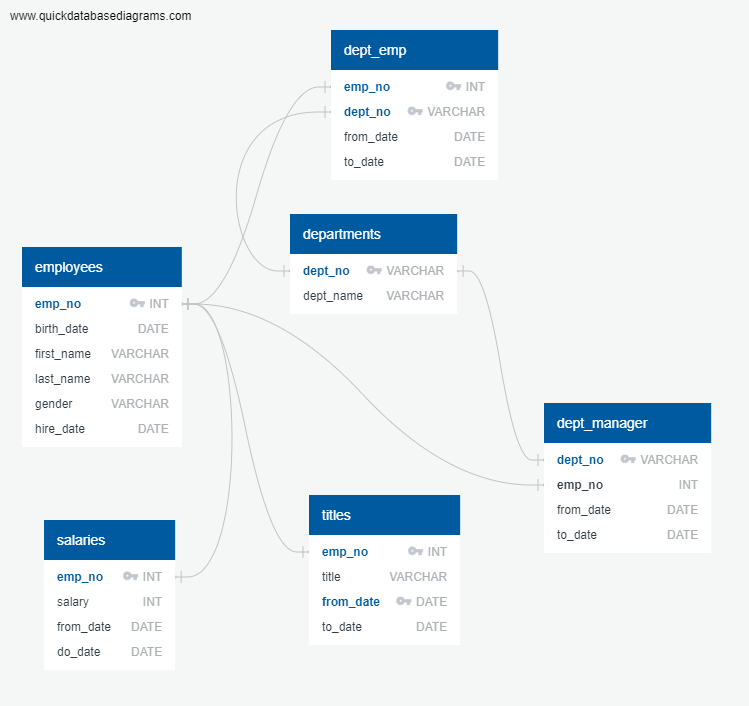 www.quickdatabasediagrams.com
dept_emp
emp_no INT
dept_no VARCHAR
from_date DATE
to_date DATE
departments
dept_no VARCHAR
dept_name VARCHAR
employees
emp_no INT
birth_date DATE
first_name VARCHAR
last_name VARCHAR
gender VARCHAR
hire_date DATE
dept_manager
dept_no VARCHAR
emp_no INT
from_date DATE
to_date DATE
titles
emp_no INT
title VARCHAR
from_date DATE
to_date DATE
salaries
emp_no INT
salary INT
from_date DATE
do_date DATE